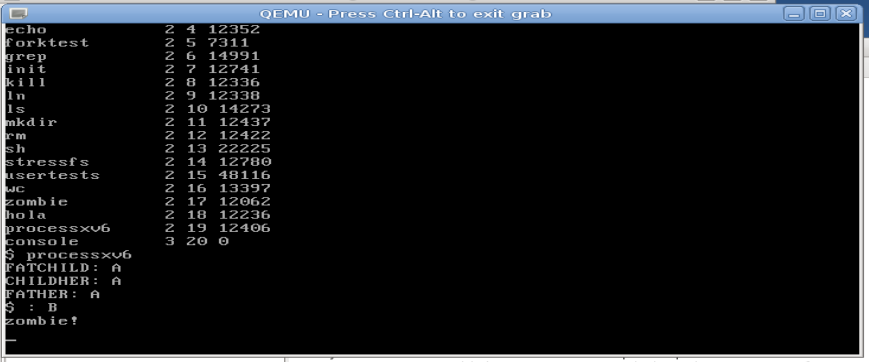 QEMU - Press Ctrl-Alt to exit grab
echo 2 4 12352
forktest 2 5 7311
grep 2 6 14991
init 2 7 12741
kill 2 8 12336
ln 2 9 12338
ls 2 10 14273
mkdir 2 11 12437
rm 2 12 12422
sh 2 13 22225
stressfs 2 14 12780
usertests 2 15 48116
wc 2 16 13397
zombie 2 17 12062
hola 2 18 12236
processxv6 2 19 12406
console 3 20 0
$ processxv6
FATCHILD: A
CHILDHER: A
FATHER: A
$ : B
zombie!